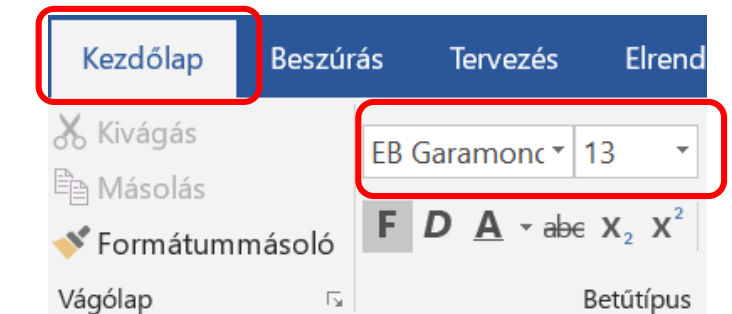 Kezdőlap Beszúrás Tervezés Elrend
Kivágás
EB Garamonc 13
Másolás
F D A abc X₂ X²
Formátummásoló
Vágólap Betűtípus